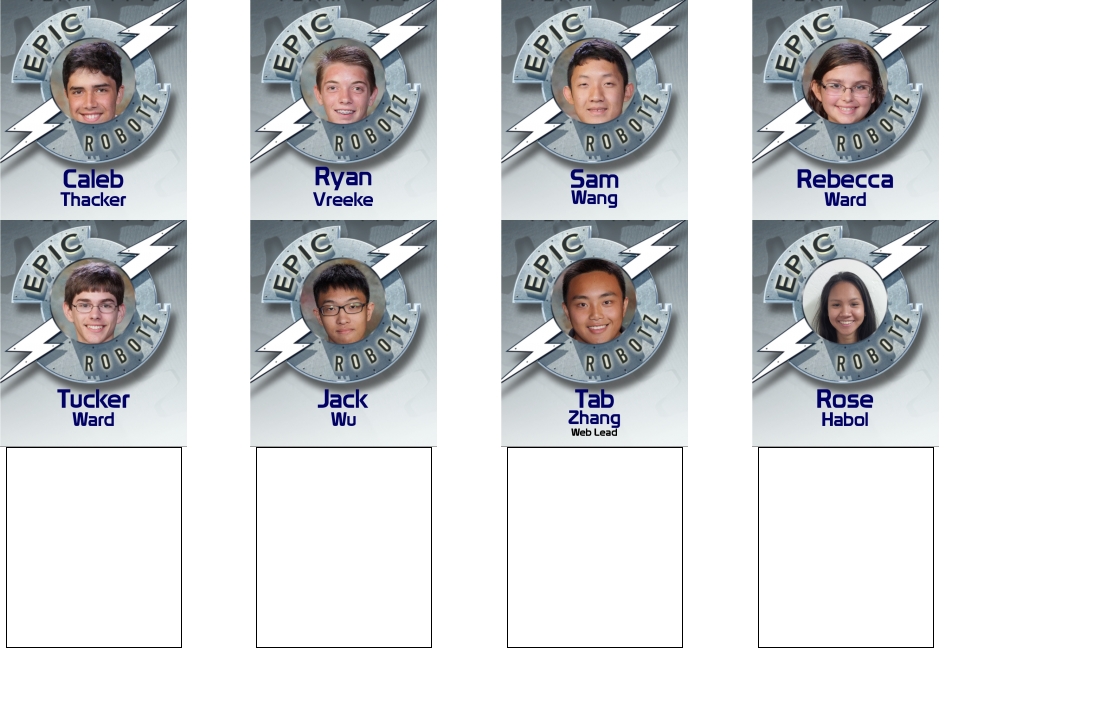 EPIC
ROBOTZ
Caleb
Thacker
EPIC
ROBOTZ
Ryan
Vreeke
EPIC
ROBOTZ
Sam
Wang
EPIC
ROBOTZ
Rebecca
Ward
EPIC
ROBOTZ
Tucker
Ward
EPIC
ROBOTZ
Jack
Wu
EPIC
ROBOTZ
Tab
Zhang
Web Lead
EPIC
ROBOTZ
Rose
Habol